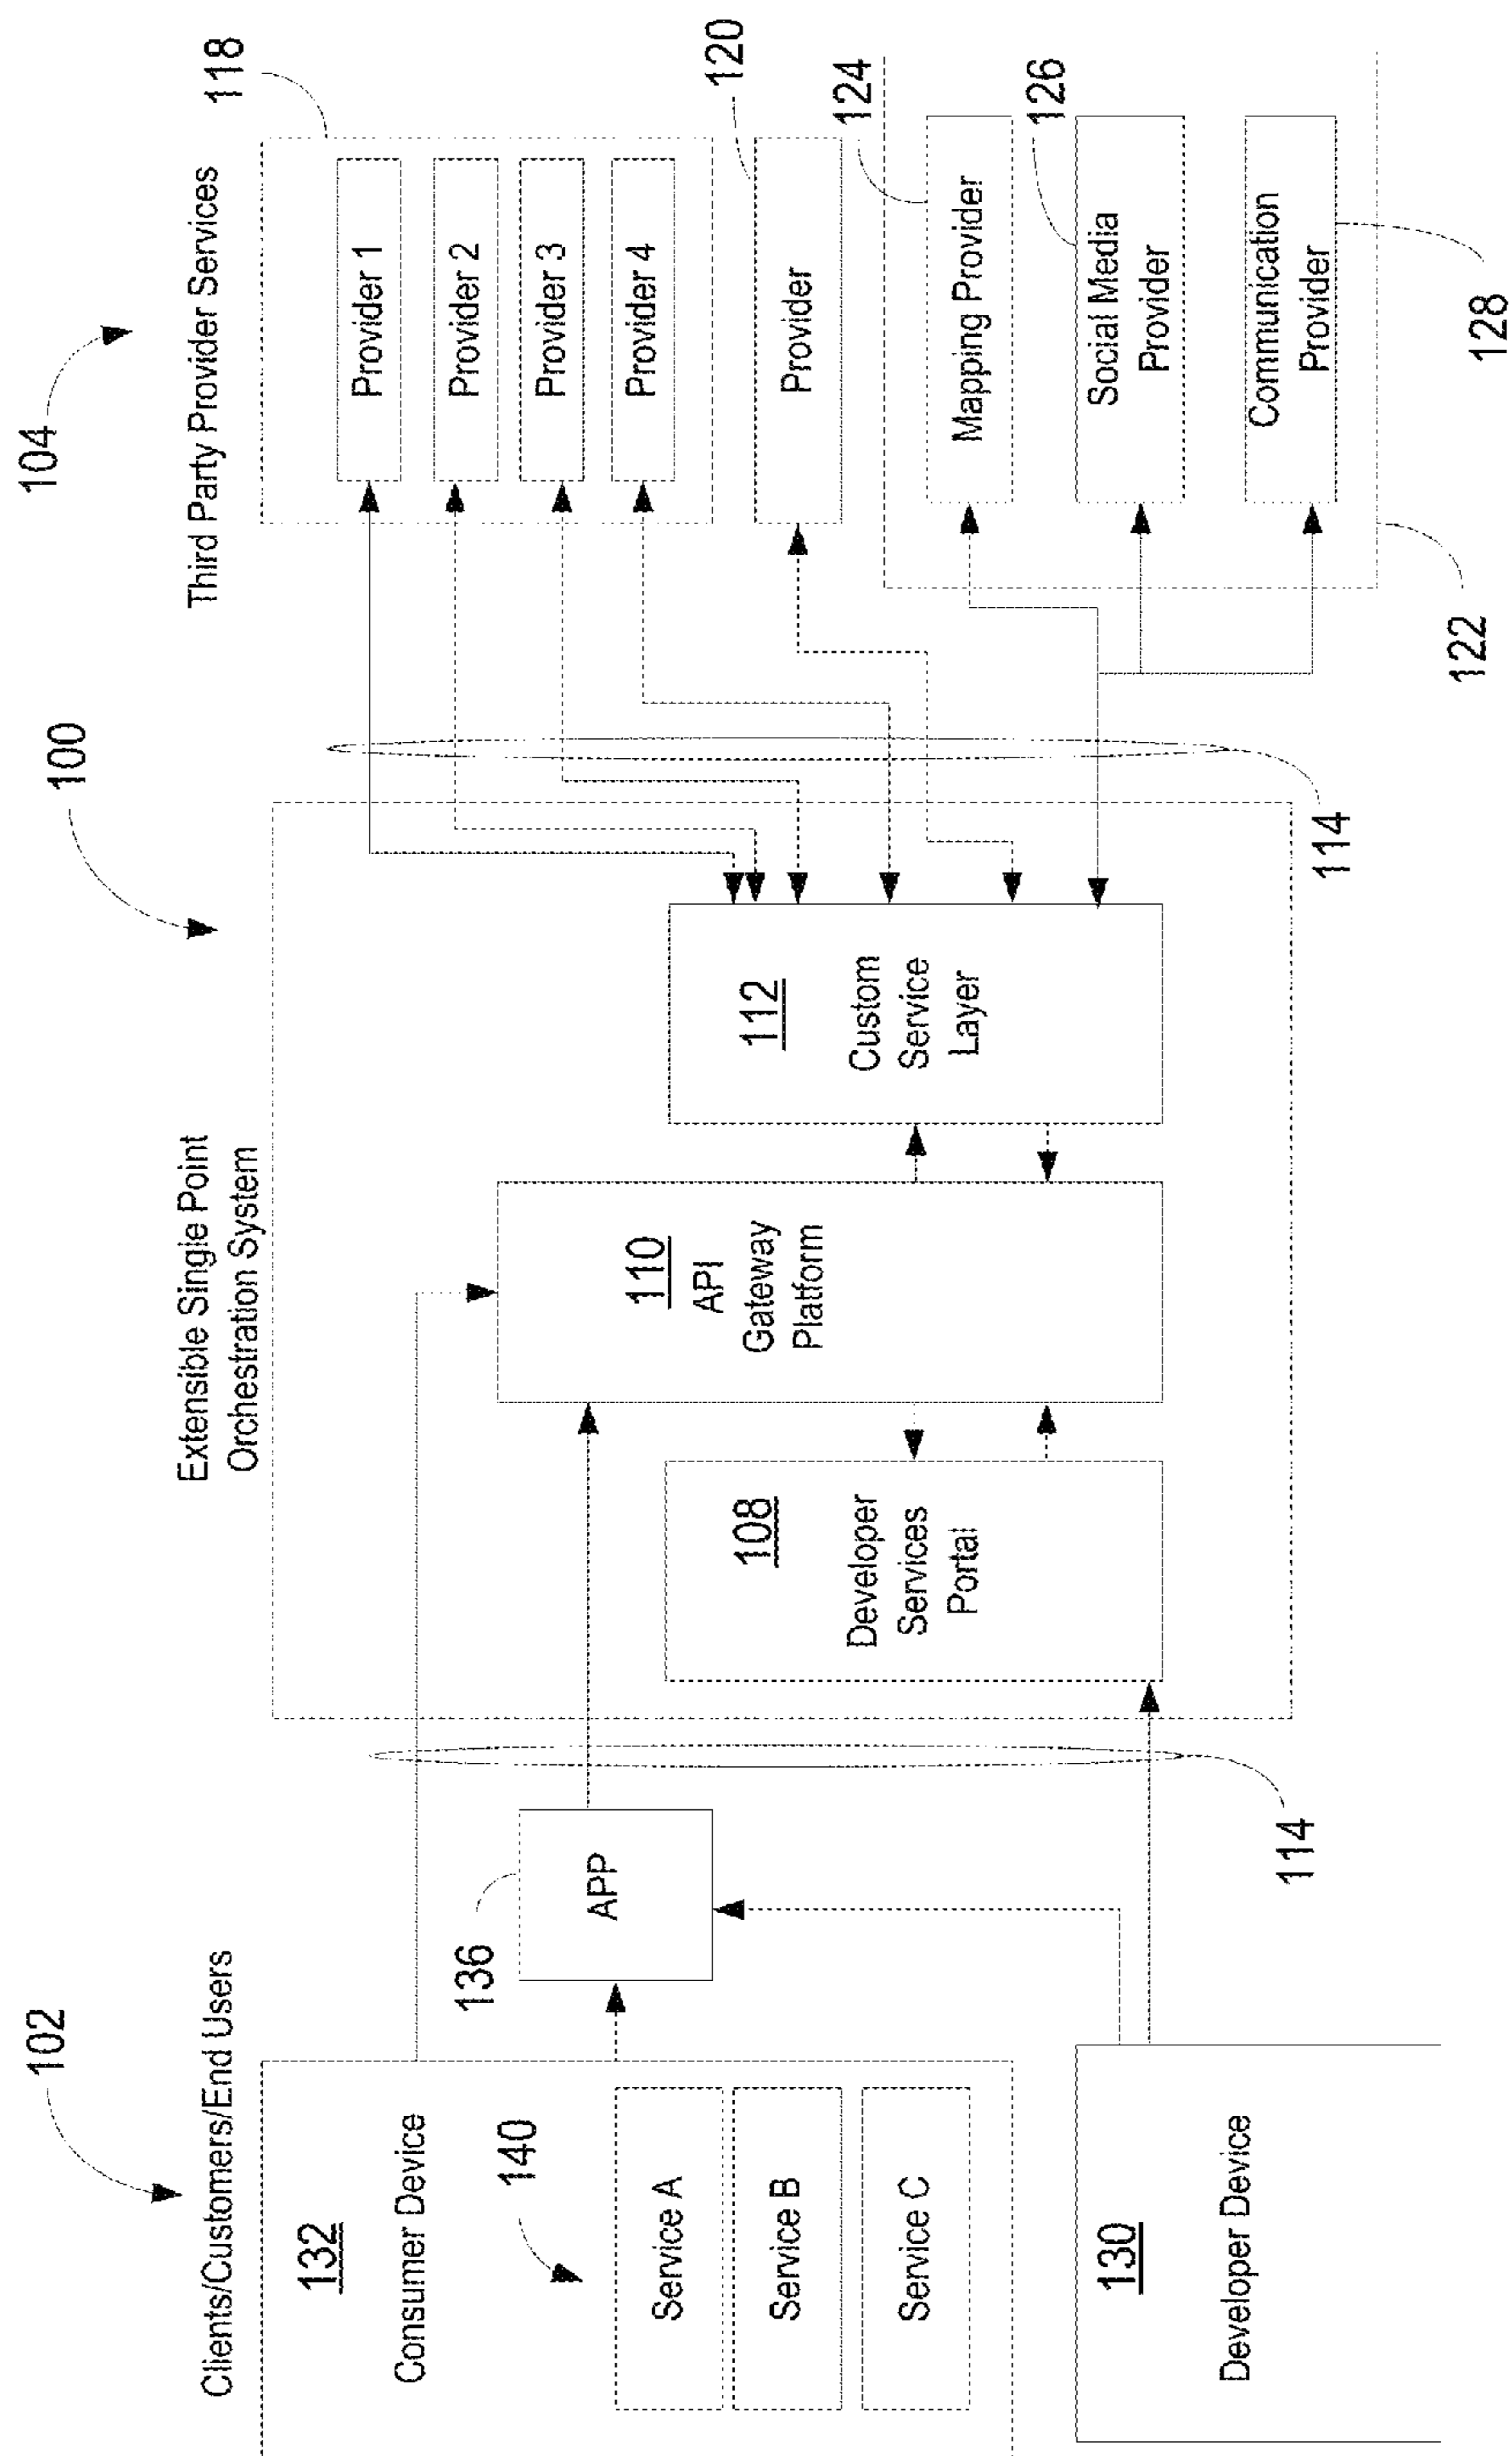 102
Clients/Customers/End Users
132
Consumer Device
140
Service A
Service B
Service C
130
Developer Device
136
APP
114
100
Extensible Single Point
Orchestration System
108
Developer
Services
Portal
110
API
Gateway
Platform
112
Custom
Service
Layer
114
104
Third Party Provider Services
118
Provider 1
Provider 2
Provider 3
Provider 4
120
Provider
124
Mapping Provider
126
Social Media
Provider
Communication
Provider
128
122